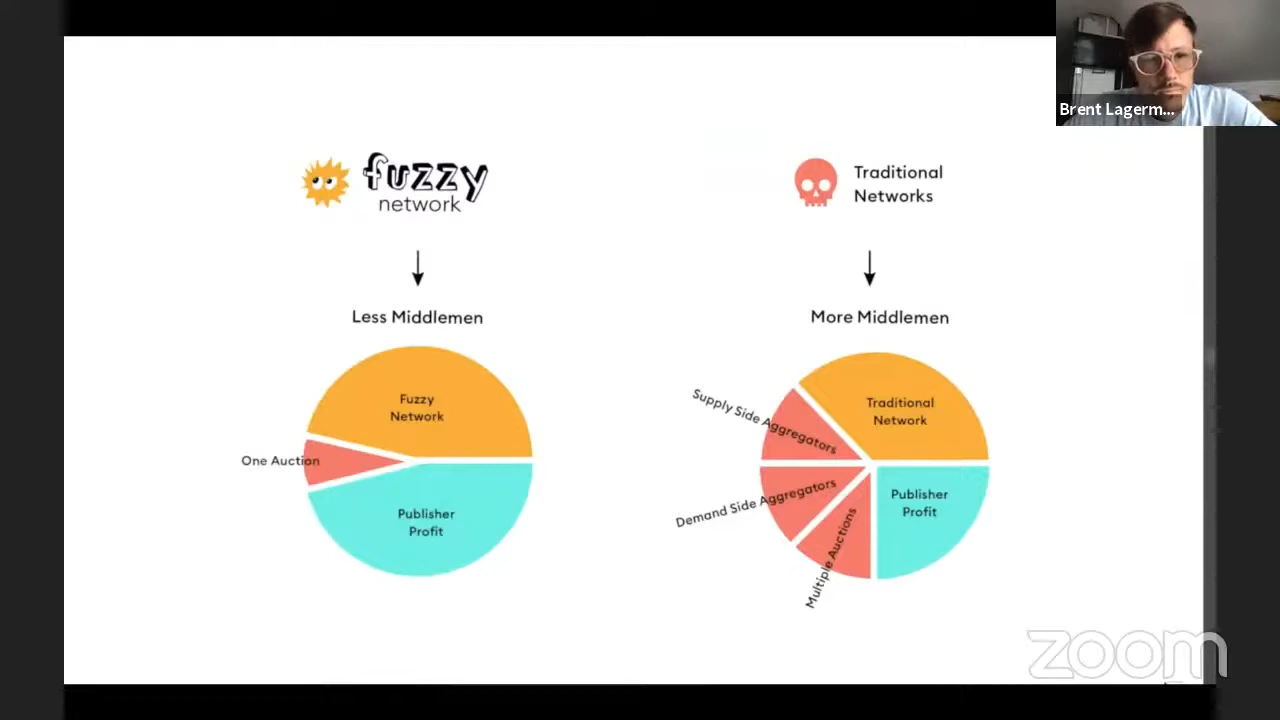 Brent Lagerm...
fuzzy
network
Traditional
Networks
Less Middlemen
More Middlemen
Fuzzy
Network
One Auction
Publisher
Profit
Supply Side Aggregators
Traditional
Network
Demand Side Aggregators
Publisher
Profit
Multiple Auctions
zoom